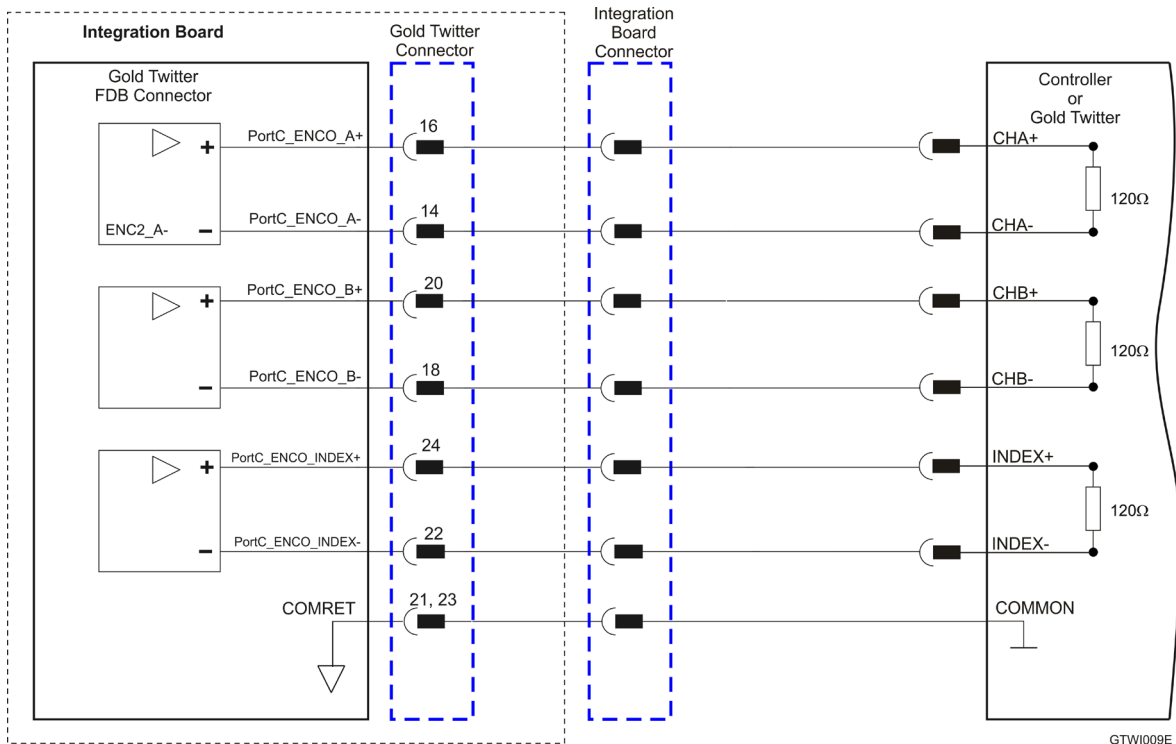 Integration Board
Gold Twitter
Connector
Integration
Board
Connector
Gold Twitter
FDB Connector
Controller
or
Gold Twitter
+
PortC_ENCO_A+
16
CHA+
120Ω
ENC2_A-
−
PortC_ENCO_A-
14
CHA-
+
PortC_ENCO_B+
20
CHB+
120Ω
−
PortC_ENCO_B-
18
CHB-
+
PortC_ENCO_INDEX+
24
INDEX+
120Ω
−
PortC_ENCO_INDEX-
22
INDEX-
COMRET
21, 23
COMMON
GTWI009E